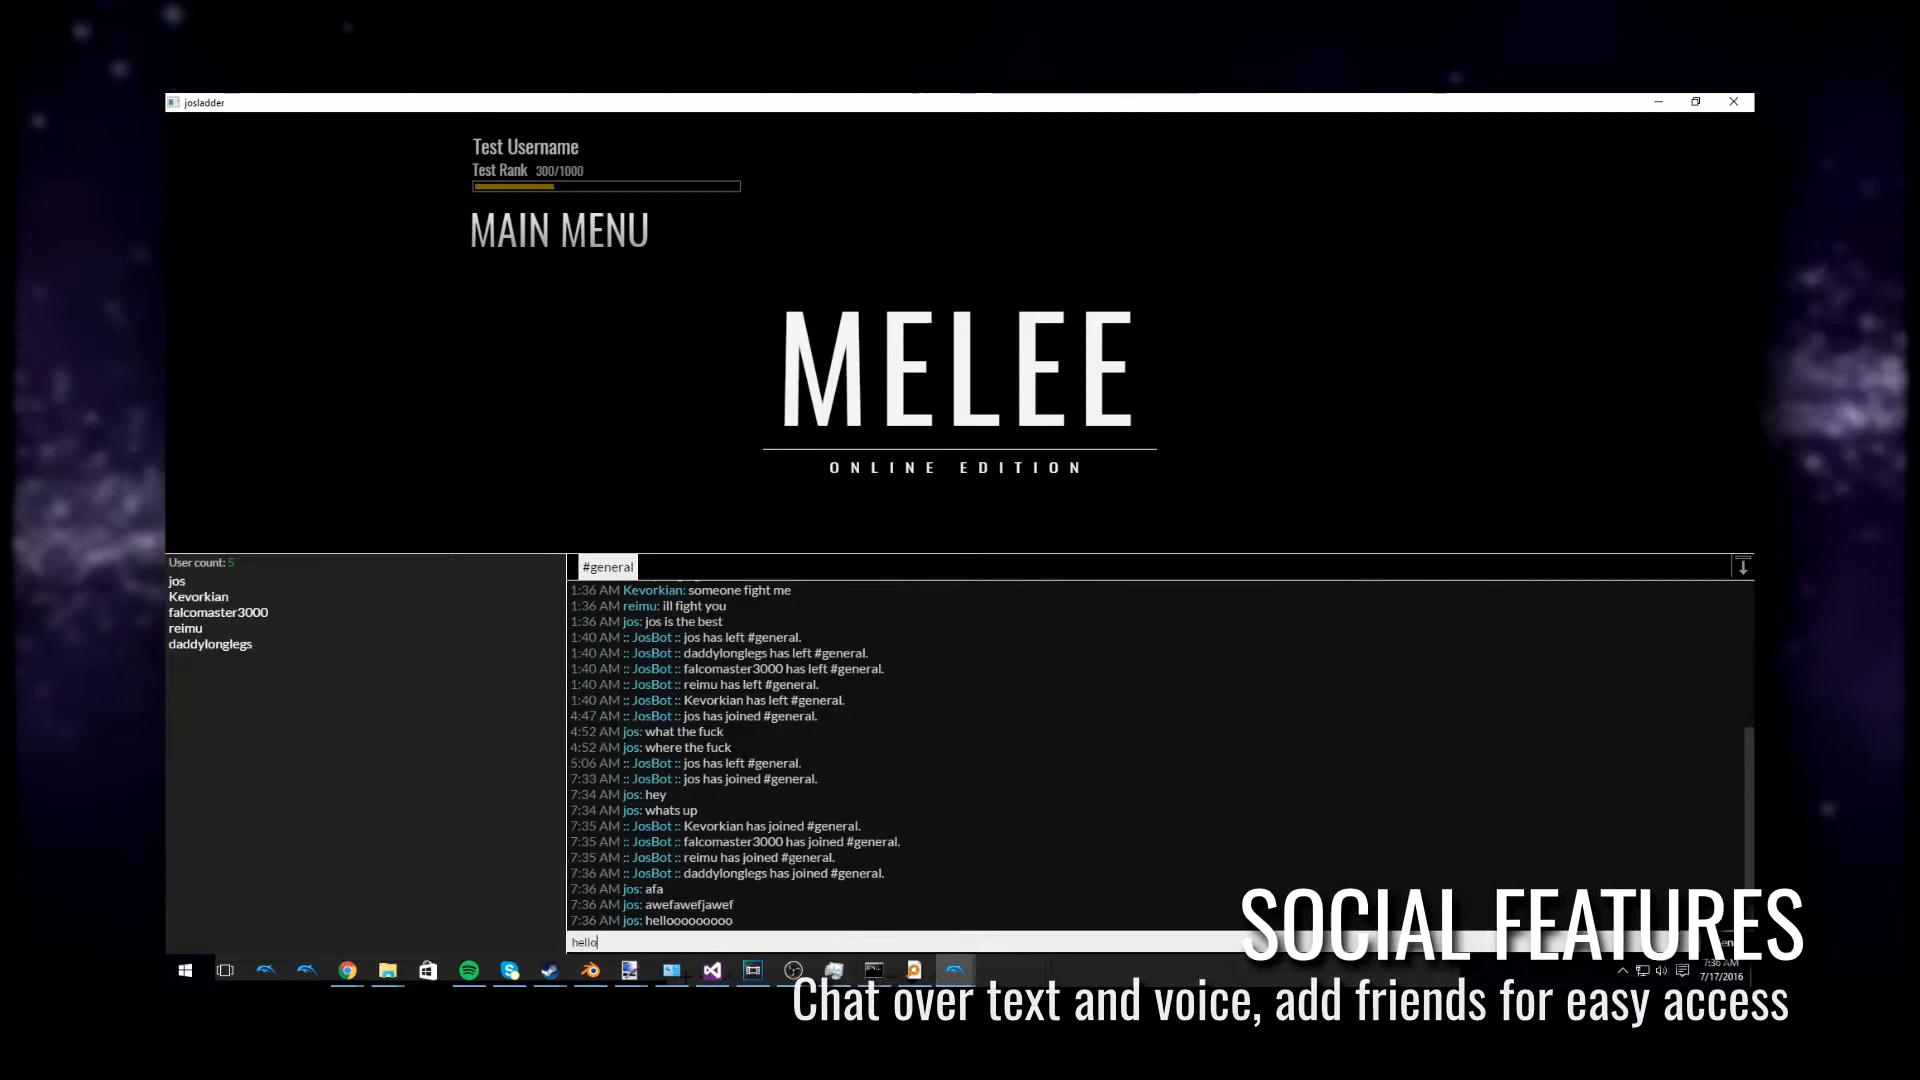 josladder
Test Username
Test Rank 300/1000
MAIN MENU
MELEE
ONLINE EDITION
User count: 5
jos
Kevorkian
falcomaster3000
reimu
daddylonglegs
#general
1:36 AM Kevorkian: someone fight me
1:36 AM reimu: ill fight you
1:36 AM jos: jos is the best
1:40 AM :: JosBot :: jos has left #general.
1:40 AM :: JosBot :: daddylonglegs has left #general.
1:40 AM :: JosBot :: falcomaster3000 has left #general.
1:40 AM :: JosBot :: reimu has left #general.
1:40 AM :: JosBot :: Kevorkian has left #general.
4:47 AM :: JosBot :: jos has joined #general.
4:52 AM jos: what the fuck
4:52 AM jos: where the fuck
5:06 AM :: JosBot :: jos has left #general.
7:33 AM :: JosBot :: jos has joined #general.
7:34 AM jos: hey
7:34 AM jos: whats up
7:35 AM :: JosBot :: Kevorkian has joined #general.
7:35 AM :: JosBot :: falcomaster3000 has joined #general.
7:35 AM :: JosBot :: reimu has joined #general.
7:36 AM :: JosBot :: daddylonglegs has joined #general.
7:36 AM jos: afa
7:36 AM jos: awefawefjawef
7:36 AM jos: helloooooooo
hello
SOCIAL FEATURES
7:36 AM
7/17/2016
Chat over text and voice, add friends for easy access